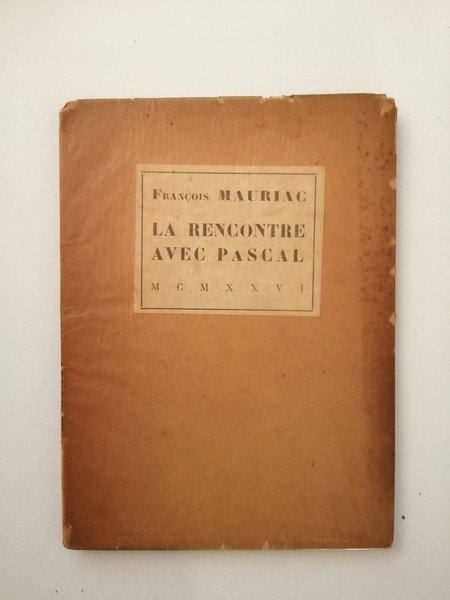 François MAURIAC
LA RENCONTRE
AVEC PASCAL
MCMXXVI